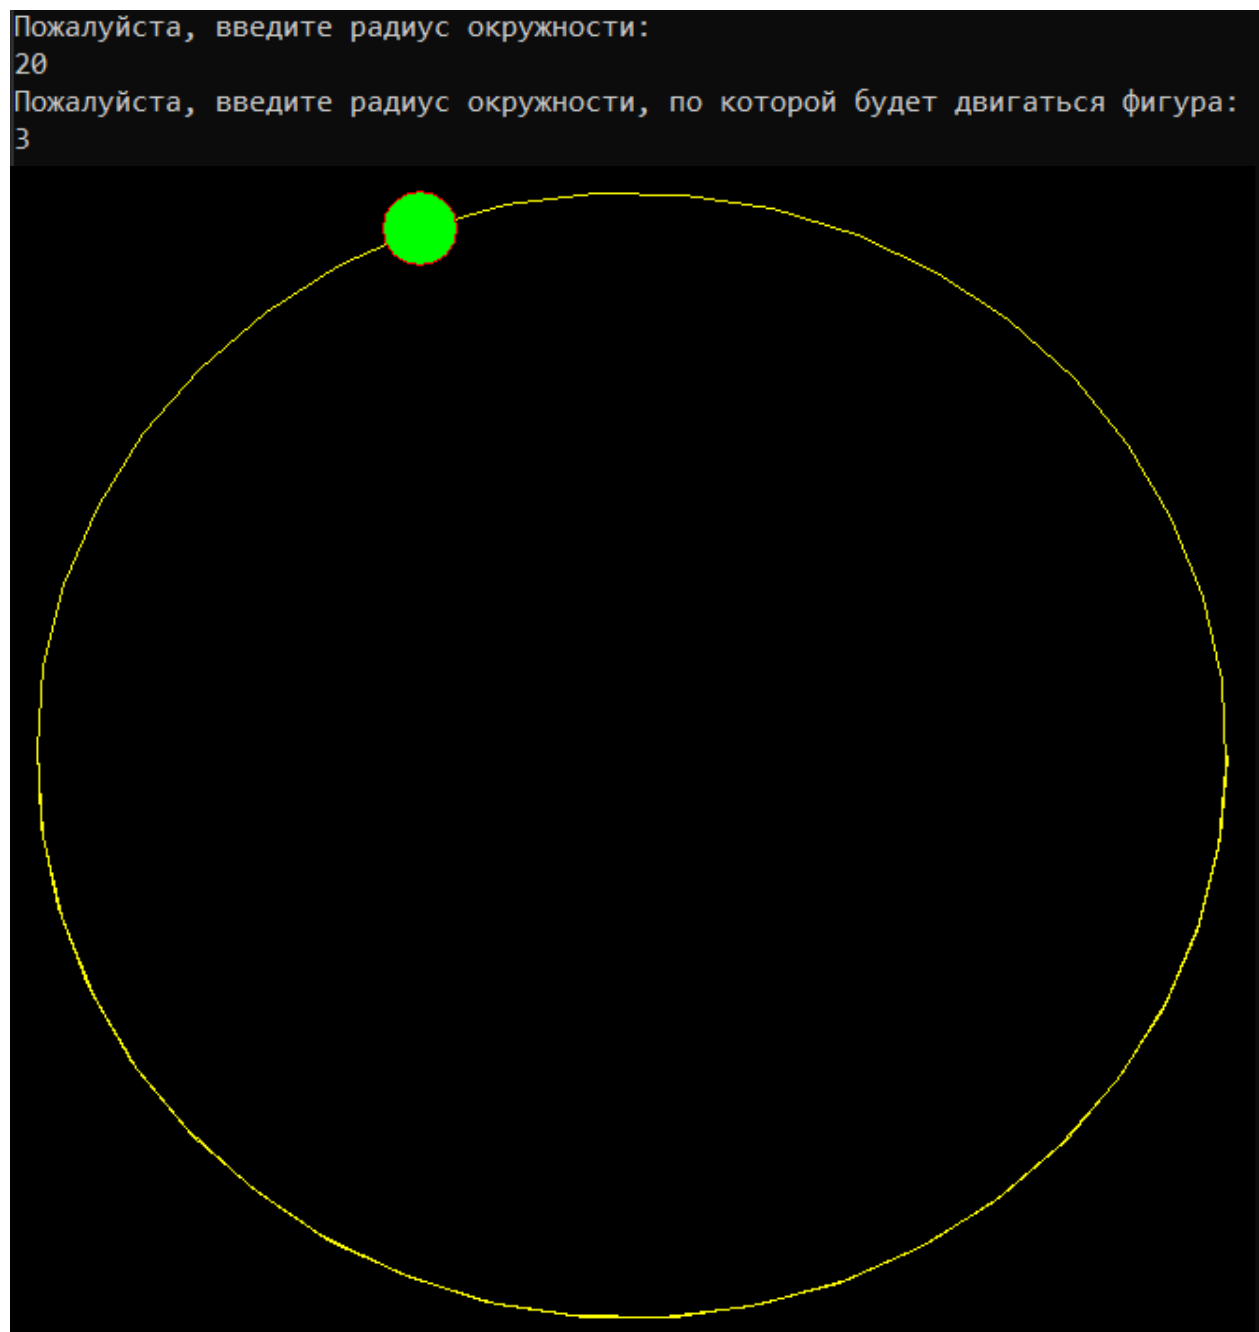 Пожалуйста, введите радиус окружности:
20
Пожалуйста, введите радиус окружности, по которой будет двигаться фигура:
3